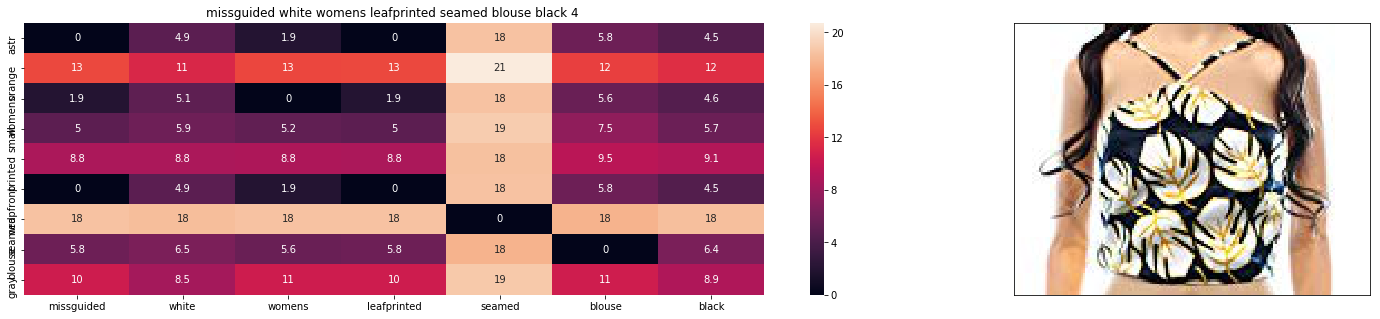 missguided white womens leafprinted seamed blouse black 4
astr 0 4.9 1.9 0 18 5.8 4.5
orange 13 11 13 13 21 12 12
womens 1.9 5.1 0 1.9 18 5.6 4.6
small 5 5.9 5.2 5 19 7.5 5.7
printed 8.8 8.8 8.8 8.8 18 9.5 9.1
0 4.9 1.9 0 18 5.8 4.5
18 18 18 18 0 18 18
blouse 5.8 6.5 5.6 5.8 18 0 6.4
gray 10 8.5 11 10 19 11 8.9
missguided white womens leafprinted seamed blouse black
20
16
12
8
4
0